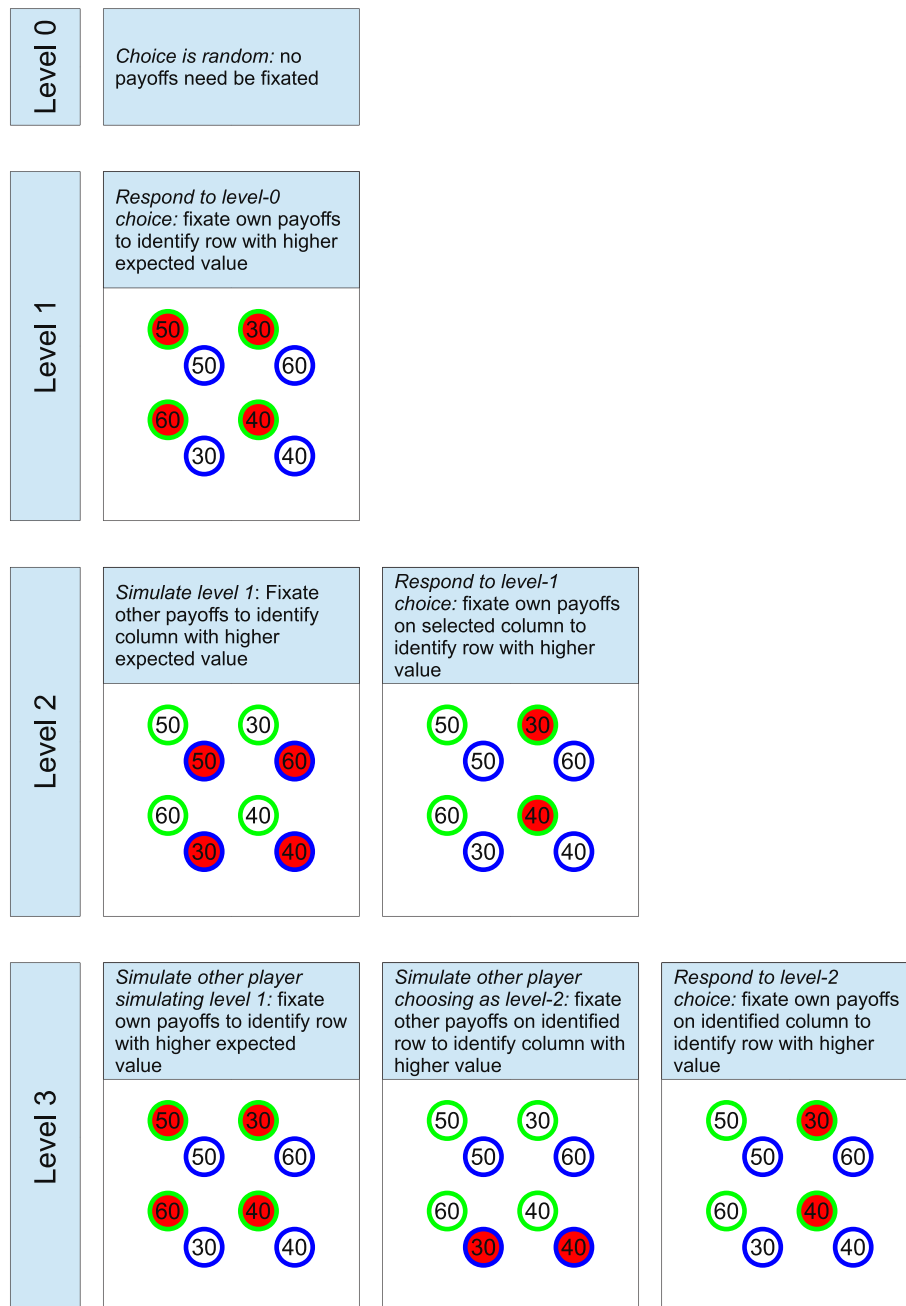 Level 0
Choice is random: no
payoffs need be fixated
Level 1
Respond to level-0
choice: fixate own payoffs
to identify row with higher
expected value
50 30
50 60
60 40
30 40
Level 2
Simulate level 1: Fixate
other payoffs to identify
column with higher
expected value
50 30
50 60
60 40
30 40
Respond to level-1
choice: fixate own payoffs
on selected column to
identify row with higher
value
50 30
50 60
60 40
30 40
Level 3
Simulate other player
simulating level 1: fixate
own payoffs to identify row
with higher expected
value
50 30
50 60
60 40
30 40
Simulate other player
choosing as level-2: fixate
other payoffs on identified
row to identify column with
higher value
50 30
50 60
60 40
30 40
Respond to level-2
choice: fixate own payoffs
on identified column to
identify row with higher
value
50 30
50 60
60 40
30 40